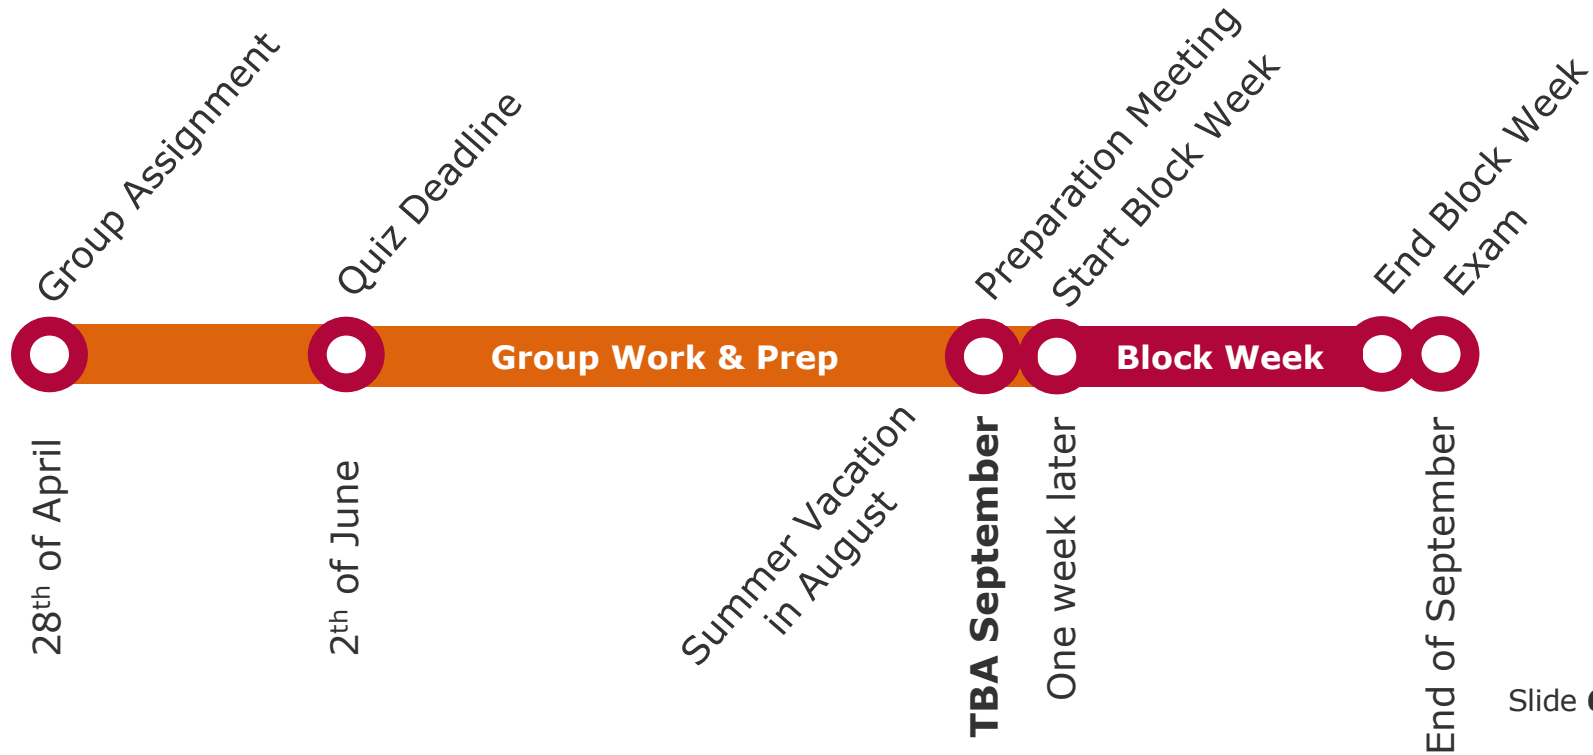 Group Assignment
Quiz Deadline
Preparation Meeting
Start Block Week
End Block Week
Exam
Group Work & Prep
Block Week
28th of April
2th of June
Summer Vacation
in August
TBA September
One week later
End of September
Slide